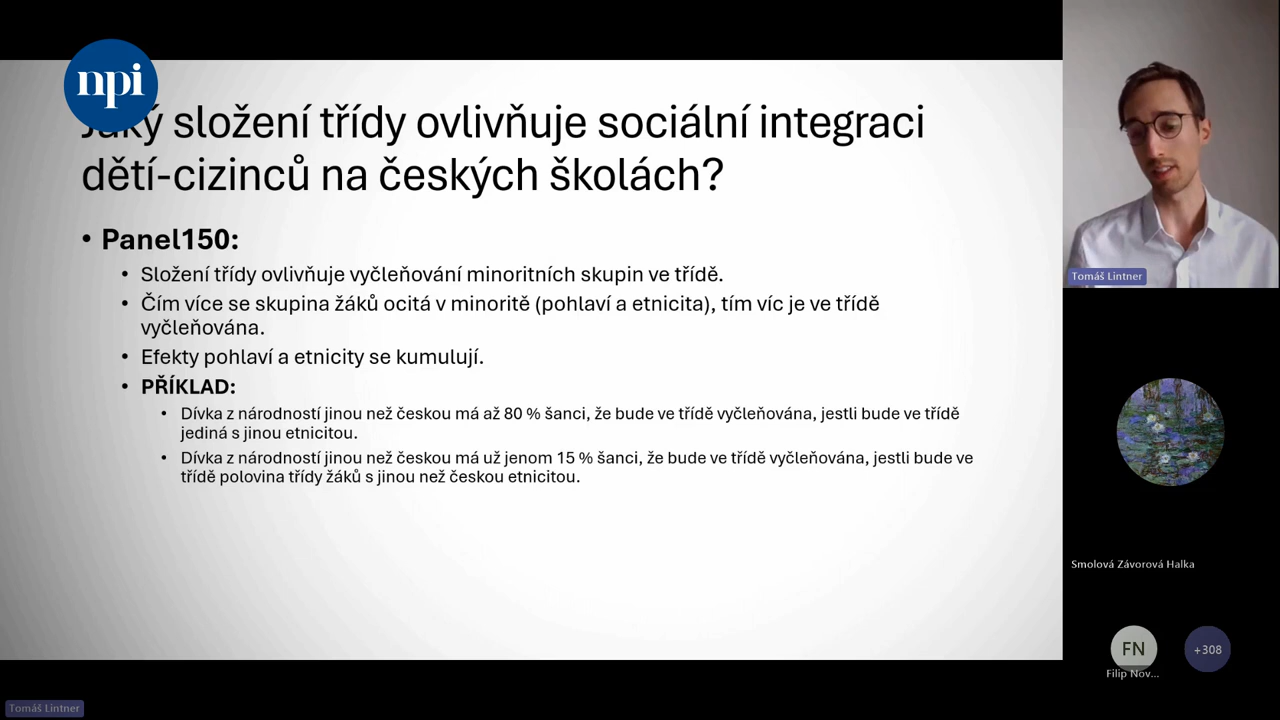 npi
Jaký složení třídy ovlivňuje sociální integraci
dětí-cizinců na českých školách?
• Panel150:
• Složení třídy ovlivňuje vyčleňování minoritních skupin ve třídě.
• Čím více se skupina žáků ocitá v minoritě (pohlaví a etnicita), tím víc je ve třídě
vyčleňována.
• Efekty pohlaví a etnicity se kumulují.
• PŘÍKLAD:
• Dívka z národností jinou než českou má až 80 % šanci, že bude ve třídě vyčleňována, jestli bude ve třídě
jediná s jinou etnicitou.
• Dívka z národností jinou než českou má už jenom 15 % šanci, že bude ve třídě vyčleňována, jestli bude ve
třídě polovina třídy žáků s jinou než českou etnicitou.
Tomáš Lintner
Smolová Závorová Halka
FN
+308
Filip Nov...
Tomáš Lintner